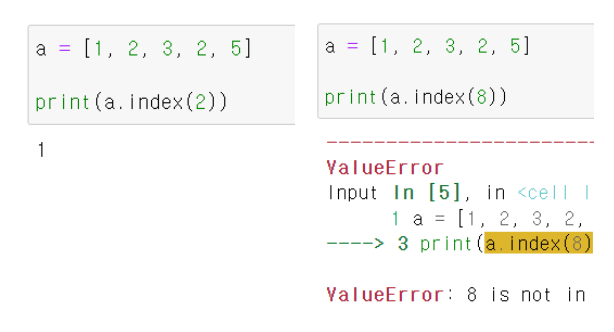 a = [1, 2, 3, 2, 5]
print(a.index(2))
1
a = [1, 2, 3, 2, 5]
print(a.index(8))
---------------------------
ValueError
Input In [5], in <cell l
1 a = [1, 2, 3, 2,
----> 3 print(a.index(8)
ValueError: 8 is not in